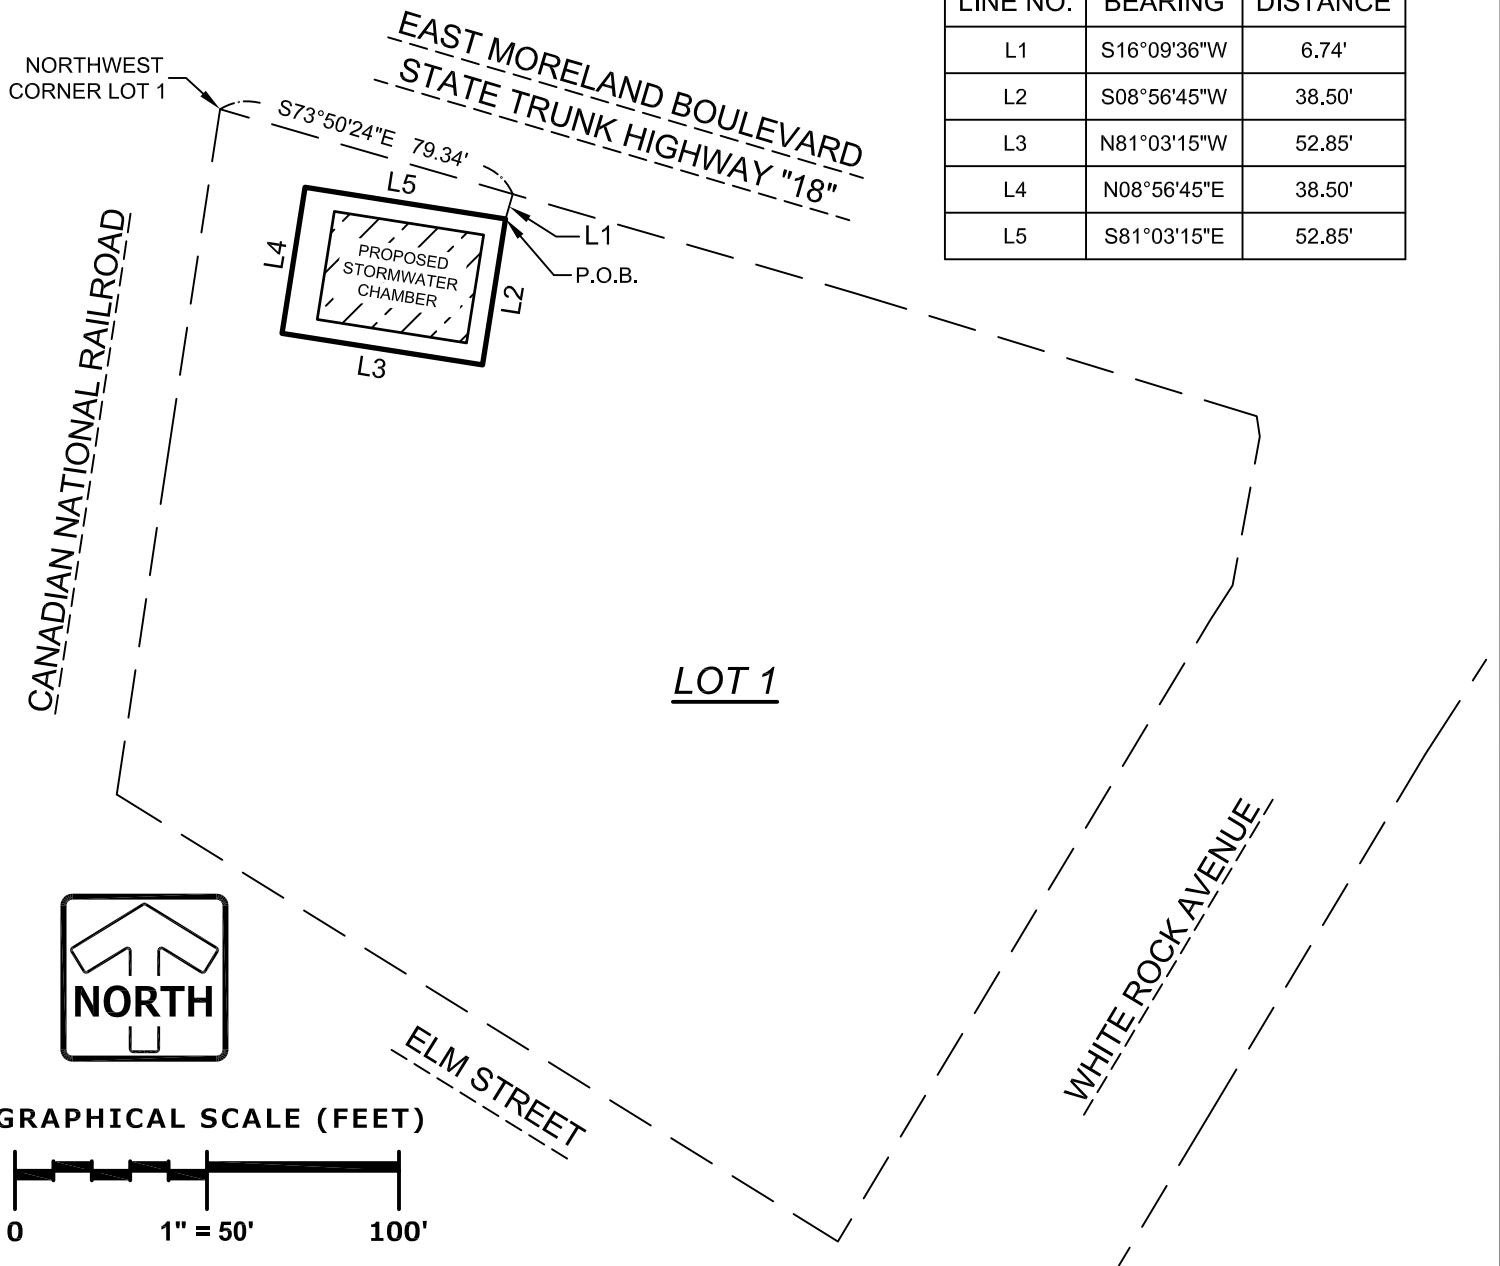 LINE NO. BEARING DISTANCE
L1 S16°09'36"W 6.74'
L2 S08°56'45"W 38.50'
L3 N81°03'15"W 52.85'
L4 N08°56'45"E 38.50'
L5 S81°03'15"E 52.85'
EAST MORELAND BOULEVARD
STATE TRUNK HIGHWAY "18"
NORTHWEST
CORNER LOT 1
S73°50'24"E 79.34'
L5
L1
P.O.B.
L4
L2
L3
PROPOSED
STORMWATER
CHAMBER
CANADIAN NATIONAL RAILROAD
LOT 1
WHITE ROCK AVENUE
NORTH
ELM STREET
GRAPHICAL SCALE (FEET)
0 1" = 50' 100'